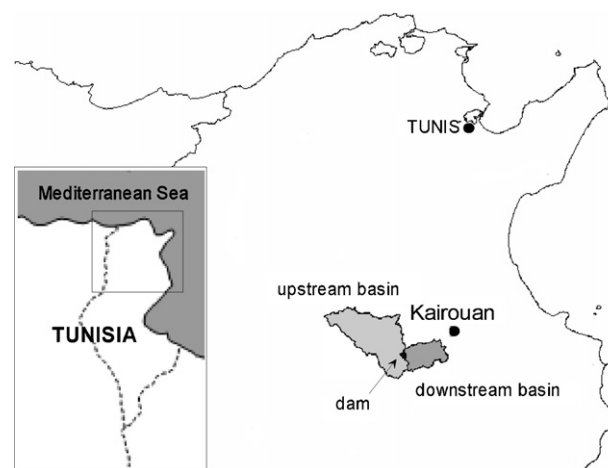 TUNIS
Mediterranean Sea
TUNISIA
upstream basin
Kairouan
downstream basin
dam